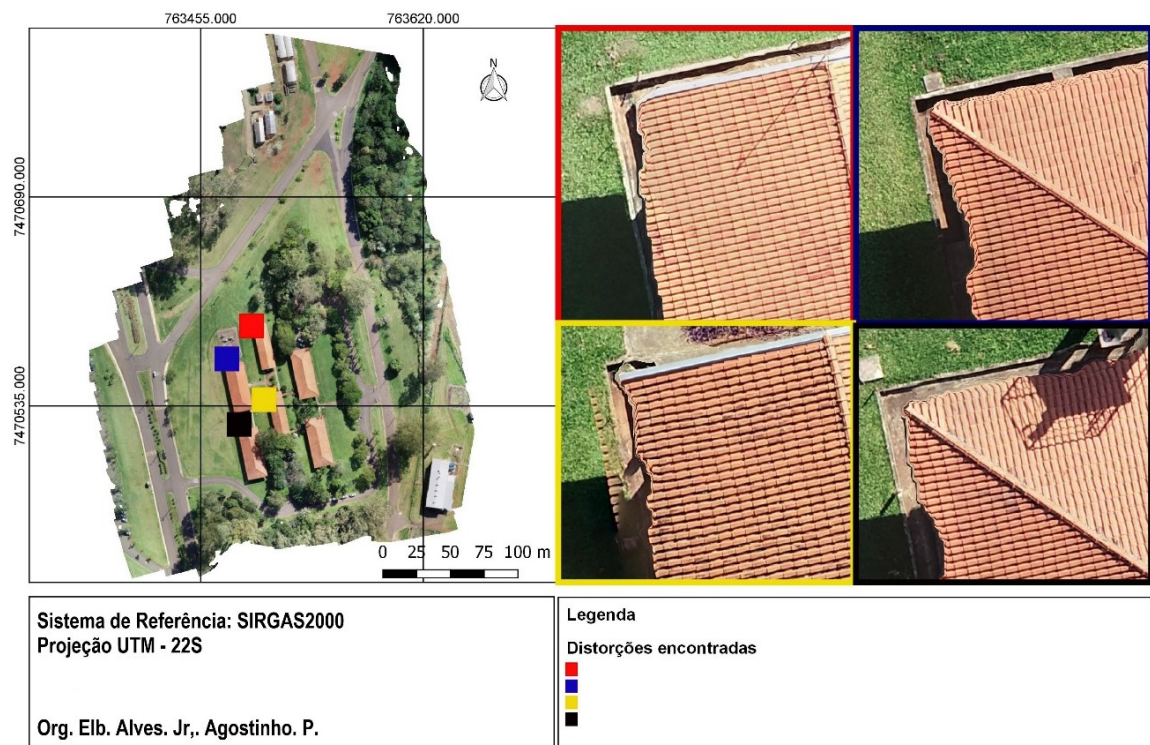 763455.000
763620.000
N
7470690.000
7470535.000
0 25 50 75 100 m
Sistema de Referência: SIRGAS2000
Projeção UTM - 22S
Org. Elb. Alves. Jr,. Agostinho. P.
Legenda
Distorções encontradas